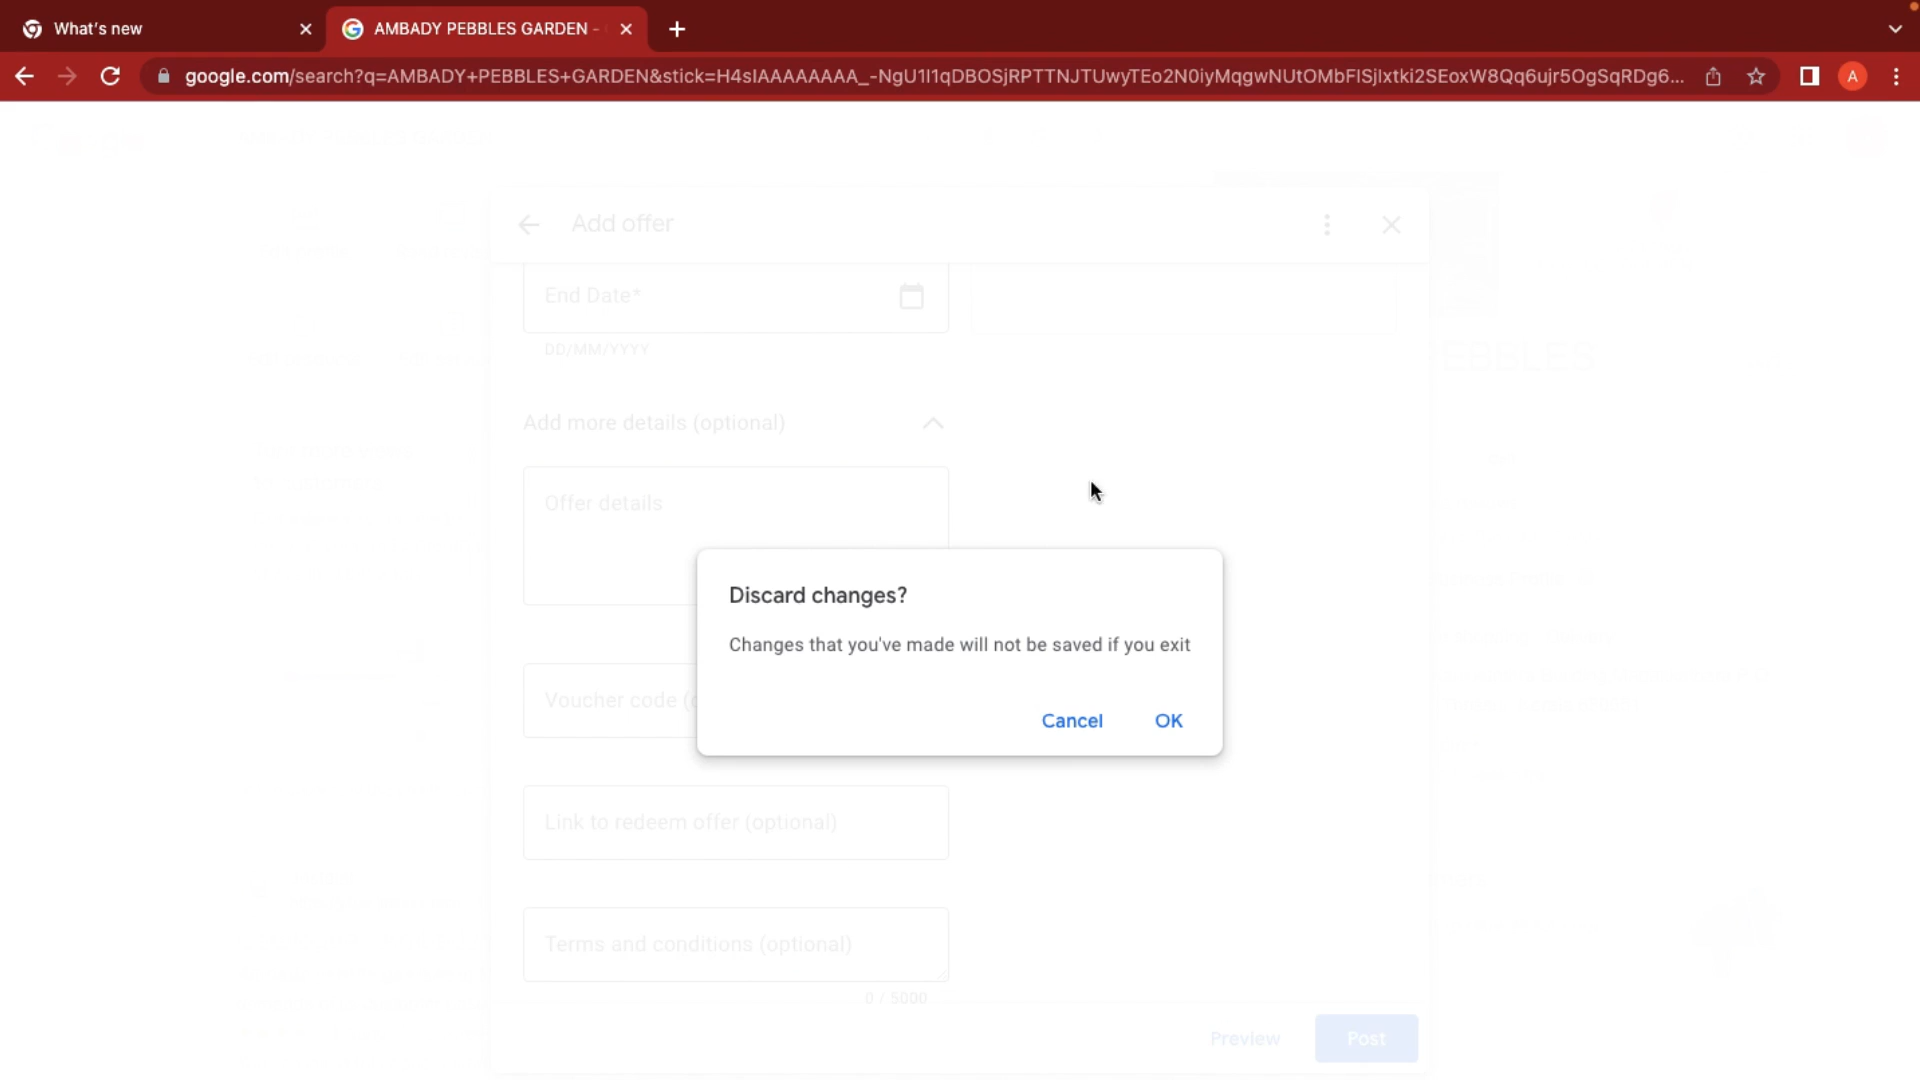 What's new
AMBADY PEBBLES GARDEN -
google.com/search?q=AMBADY+PEBBLES+GARDEN&stick=H4sIAAAAAAAA_-NgU1I1qDBOSjRPTTNJTUwyTEo2N0iyMqgwNUtOMbFISjIxtki2SEoxW8Qq6ujr5OgSqRDg6...
A
Add offer
End Date*
DD/MM/YYYY
EBBLES
Add more details (optional)
Offer details
Discard changes?
Changes that you've made will not be saved if you exit
Voucher code
Cancel
OK
Link to redeem offer (optional)
Terms and conditions (optional)
0 / 5000
Preview
Post